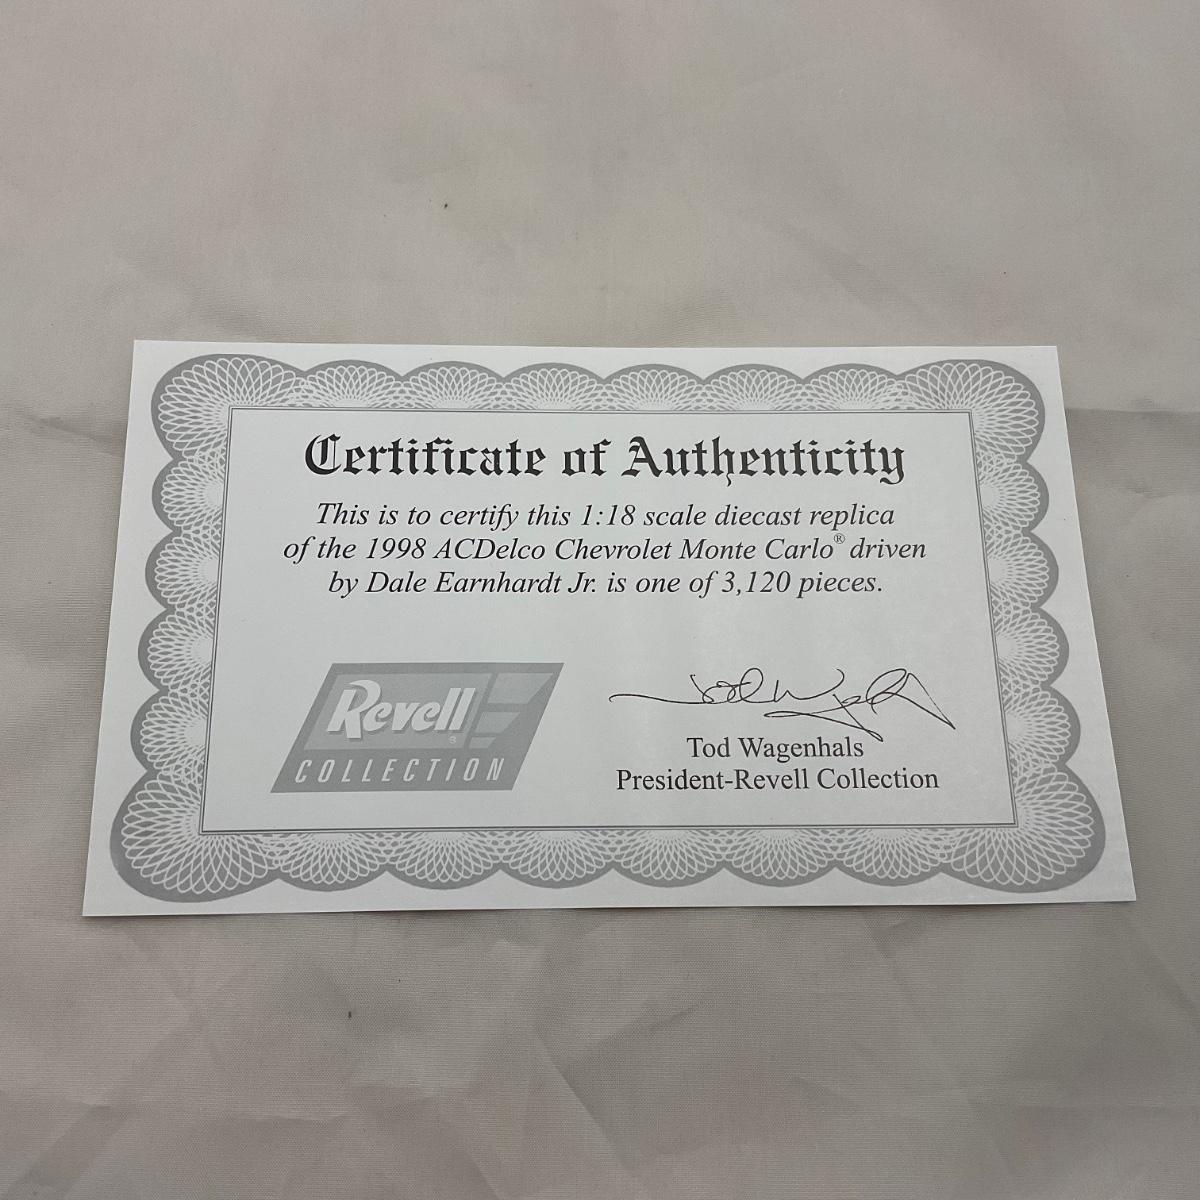 Certificate of Authenticity
This is to certify this 1:18 scale diecast replica
of the 1998 ACDelco Chevrolet Monte Carlo® driven
by Dale Earnhardt Jr. is one of 3,120 pieces.
Revell®
COLLECTION
Tod Wagenhals
President-Revell Collection